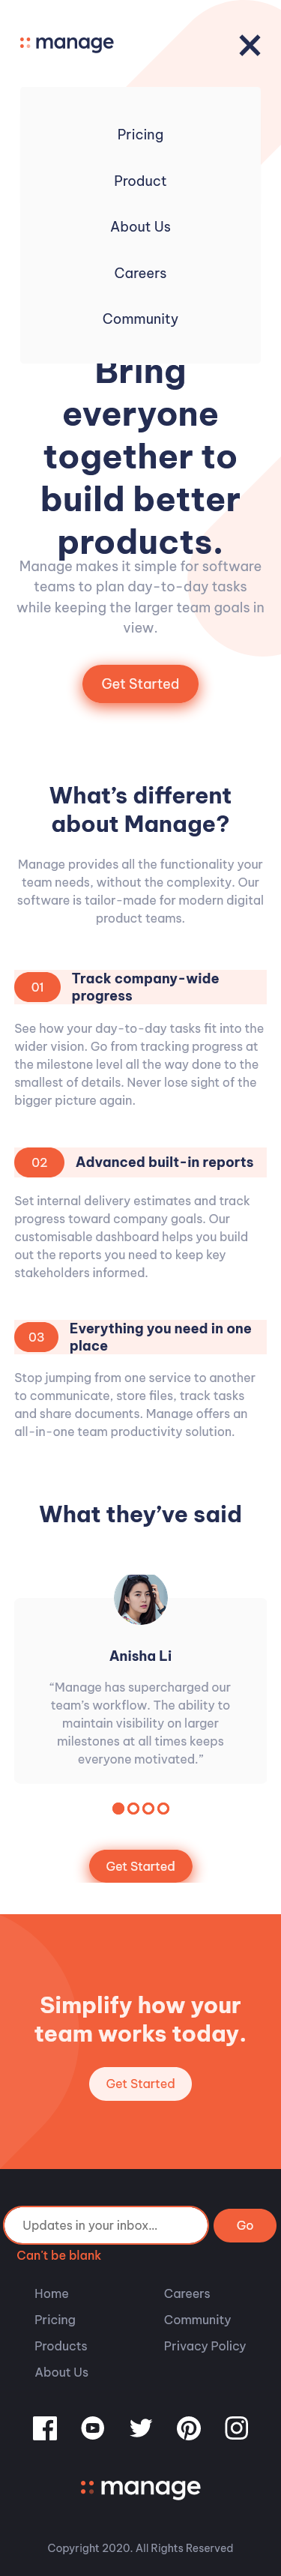 manage
Pricing
Product
About Us
Careers
Community
Bring
everyone
together to
build better
products.
Manage makes it simple for software
teams to plan day-to-day tasks
while keeping the larger team goals in
view.
Get Started
What’s different
about Manage?
Manage provides all the functionality your
team needs, without the complexity. Our
software is tailor-made for modern digital
product teams.
01
Track company-wide
progress
See how your day-to-day tasks fit into the
wider vision. Go from tracking progress at
the milestone level all the way done to the
smallest of details. Never lose sight of the
bigger picture again.
02
Advanced built-in reports
Set internal delivery estimates and track
progress toward company goals. Our
customisable dashboard helps you build
out the reports you need to keep key
stakeholders informed.
03
Everything you need in one
place
Stop jumping from one service to another
to communicate, store files, track tasks
and share documents. Manage offers an
all-in-one team productivity solution.
What they’ve said
Anisha Li
“Manage has supercharged our
team’s workflow. The ability to
maintain visibility on larger
milestones at all times keeps
everyone motivated.”
Get Started
Simplify how your
team works today.
Get Started
Updates in your inbox...
Go
Can't be blank
Home
Pricing
Products
About Us
Careers
Community
Privacy Policy
manage
Copyright 2020. All Rights Reserved